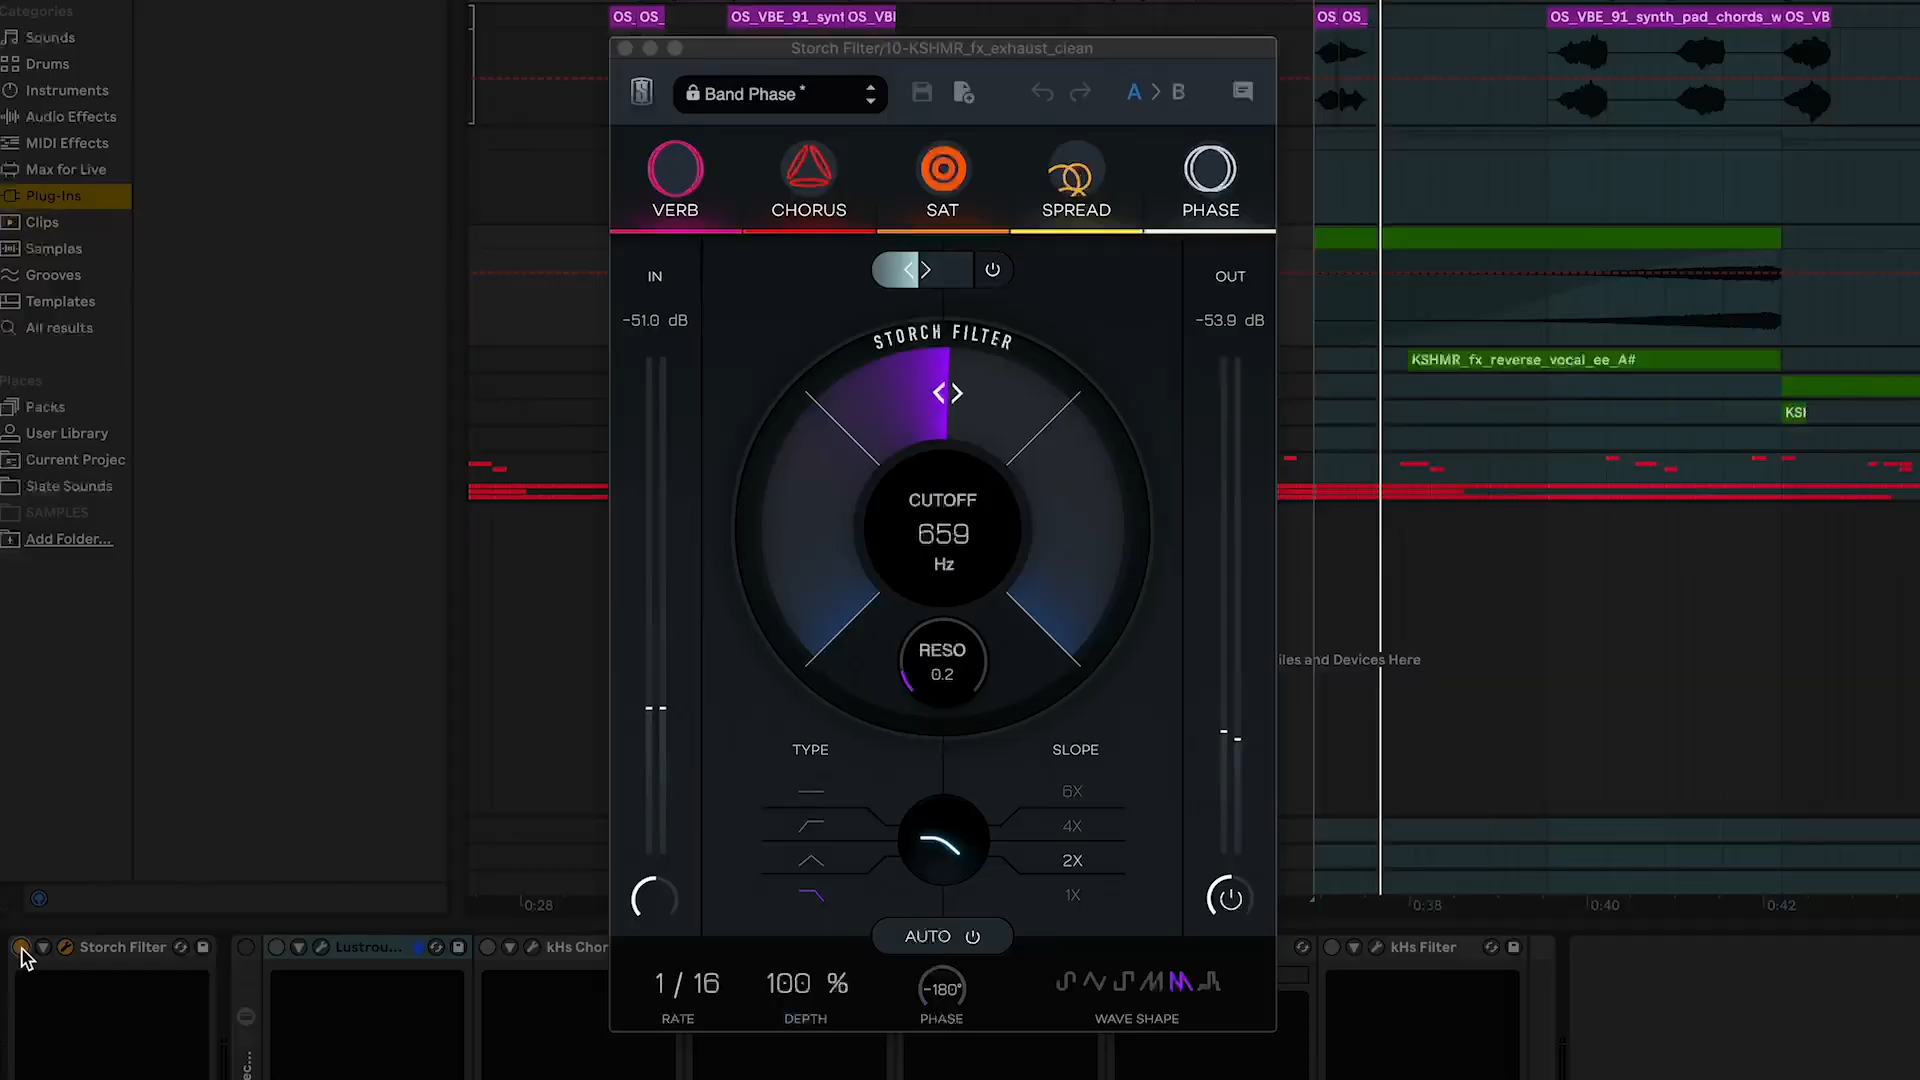 Categories
Sounds
Drums
Instruments
Audio Effects
MIDI Effects
Max for Live
Plug-Ins
Clips
Samples
Grooves
Templates
All results
Places
Packs
User Library
Current Projec
Slate Sounds
SAMPLES
Add Folder...
OS_ OS_
OS_VBE_91_synt OS_VBI
OS_ OS_
OS_VBE_91_synth_pad_chords_w OS_VB
Storch Filter/10-KSHMR_fx_exhaust_clean
Band Phase *
A > B
VERB
CHORUS
SAT
SPREAD
PHASE
IN
-51.0 dB
OUT
-53.9 dB
STORCH FILTER
CUTOFF
659
Hz
RESO
0.2
TYPE
SLOPE
6X
4X
2X
1X
AUTO
1 / 16
RATE
100 %
DEPTH
-180°
PHASE
WAVE SHAPE
KSHMR_fx_reverse_vocal_ee_A#
KSI
iles and Devices Here
0:28
0:38
0:40
0:42
Storch Filter
Lustrou...
kHs Chor
kHs Filter
ec...